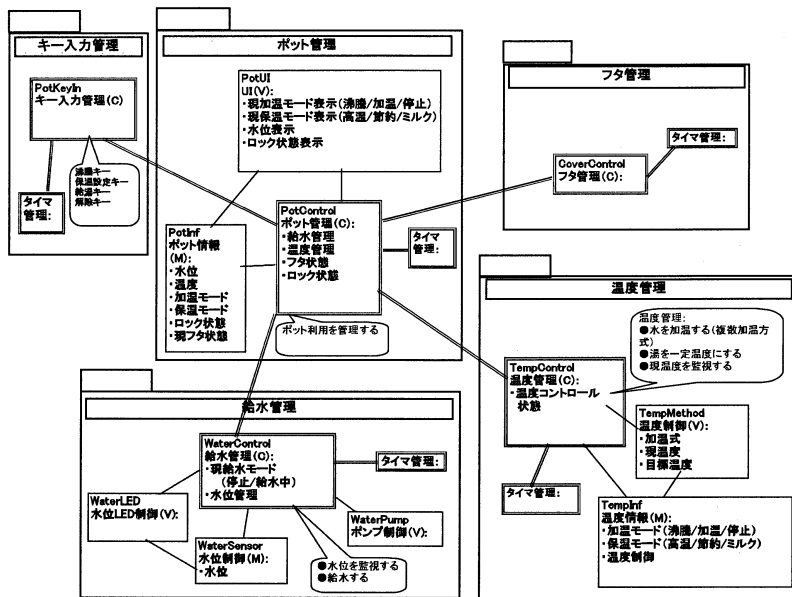 キー入力管理
PotKeyIn
キー入力管理(C)
沸騰キー
保温設定キー
給湯キー
解除キー
タイマ
管理:
ポット管理
PotUI
UI(V):
・現加温モード表示(沸騰/加温/停止)
・現保温モード表示(高温/節約/ミルク)
・水位表示
・ロック状態表示
PotControl
ポット管理(C):
・給水管理
・温度管理
・フタ状態
・ロック状態
タイマ
管理:
PotInf
ポット情報
(M):
・水位
・温度
・加温モード
・保温モード
・ロック状態
・現フタ状態
ポット利用を管理する
フタ管理
タイマ管理:
CoverControl
フタ管理(C):
温度管理
温度管理:
●水を加温する(複数加温方
式)
●湯を一定温度にする
●現温度を監視する
TempControl
温度管理(C):
・温度コントロール
状態
TempMethod
温度制御(V):
・加温式
・現温度
・目標温度
タイマ管理:
TempInf
温度情報(M):
・加温モード(沸騰/加温/停止)
・保温モード(高温/節約/ミルク)
・温度制御
給水管理
WaterControl
給水管理(C):
・現給水モード
(停止/給水中)
・水位管理
タイマ管理:
WaterLED
水位LED制御(V):
WaterSensor
水位制御(M):
・水位
WaterPump
ポンプ制御(V):
●水位を監視する
●給水する